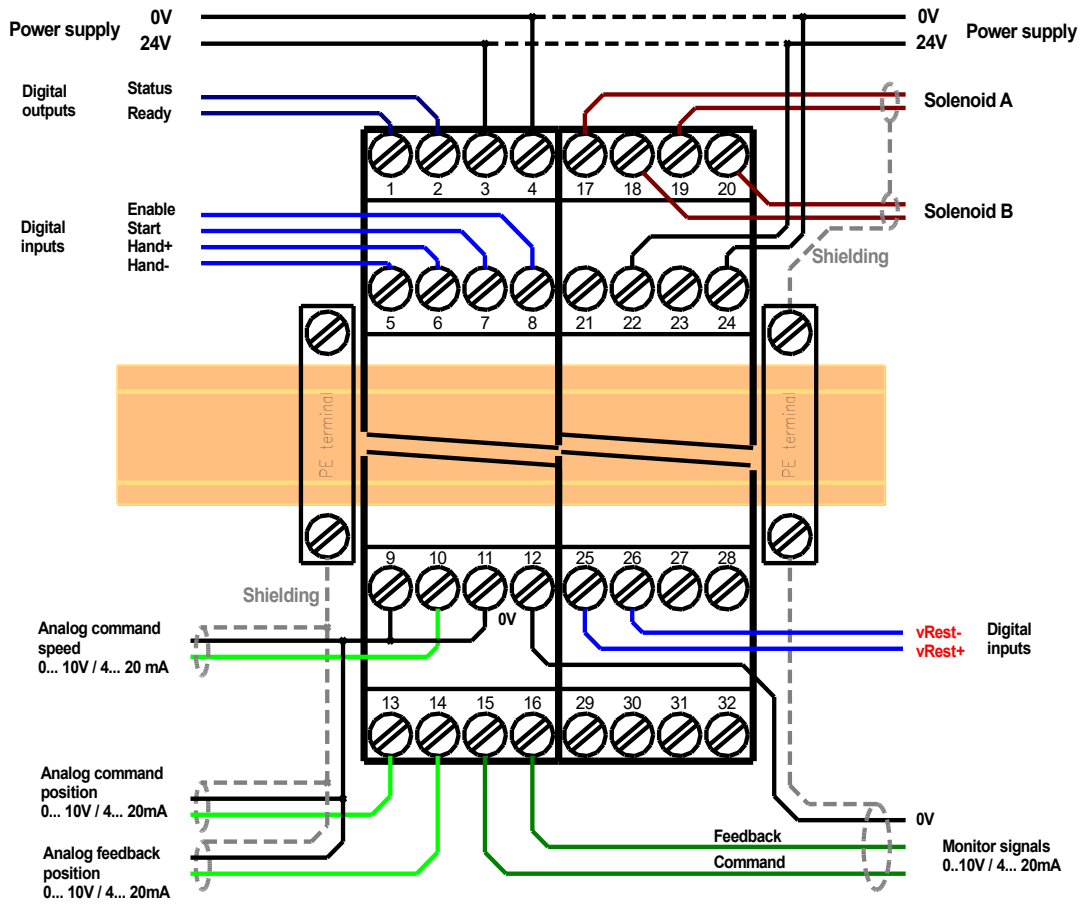 Power supply
0V
24V
0V
24V
Power supply
Digital
outputs
Status
Ready
Solenoid A
1 2 3 4 17 18 19 20
Digital
inputs
Enable
Start
Hand+
Hand-
Solenoid B
Shielding
5 6 7 8 21 22 23 24
PE terminal
PE terminal
9 10 11 12 25 26 27 28
Shielding
0V
Analog command
speed
0... 10V / 4... 20 mA
vRest-
vRest+
Digital
inputs
13 14 15 16 29 30 31 32
Analog command
position
0... 10V / 4... 20mA
Analog feedback
position
0... 10V / 4... 20mA
Feedback
Command
0V
Monitor signals
0..10V / 4... 20mA